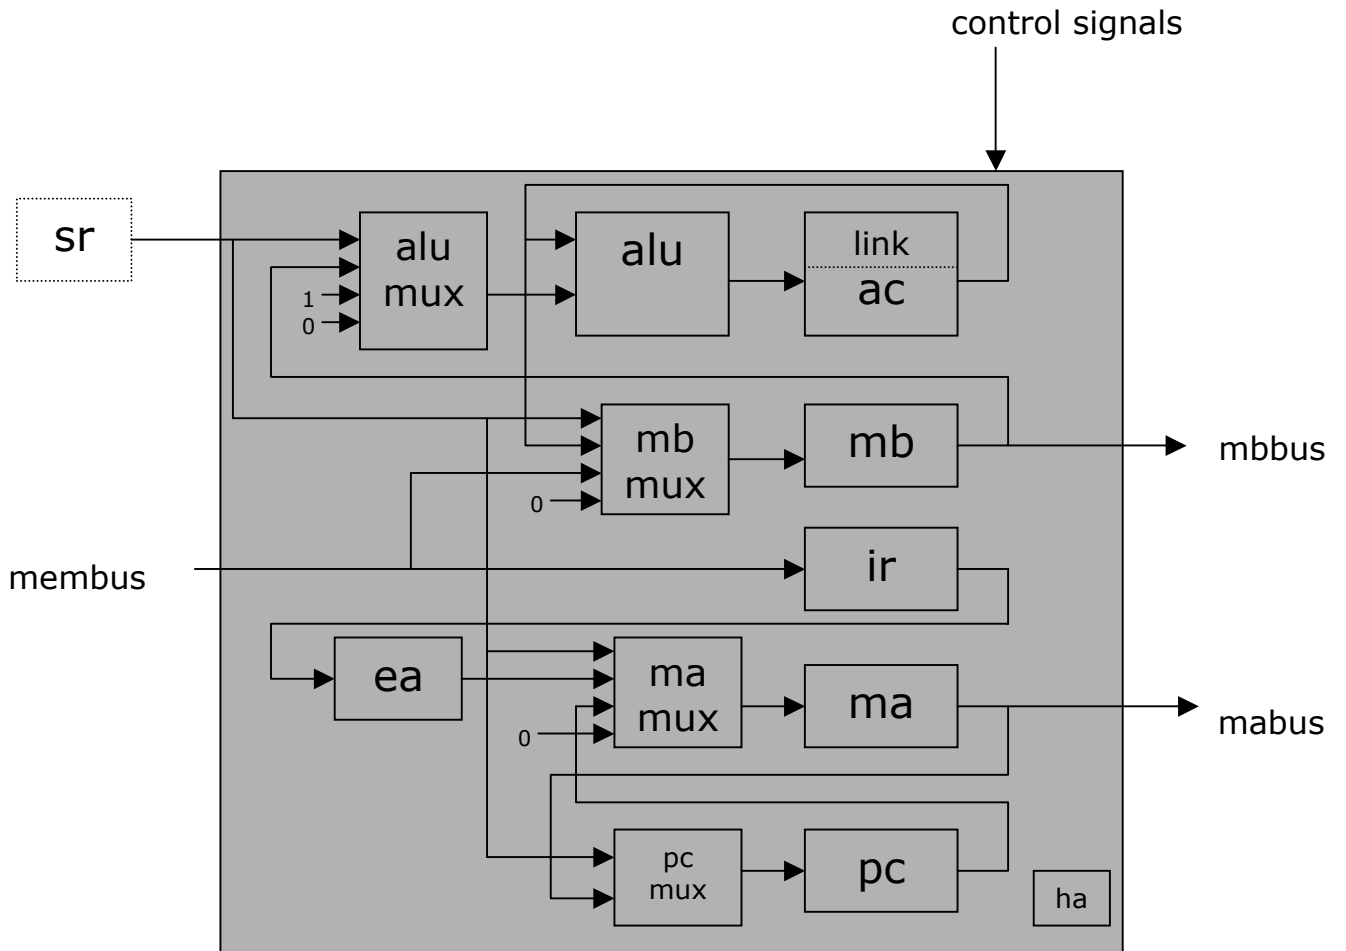 control signals
sr
alu
mux
1
0
alu
link
ac
mb
mux
0
mb
mbbus
membus
ir
ea
ma
mux
0
ma
mabus
pc
mux
pc
ha